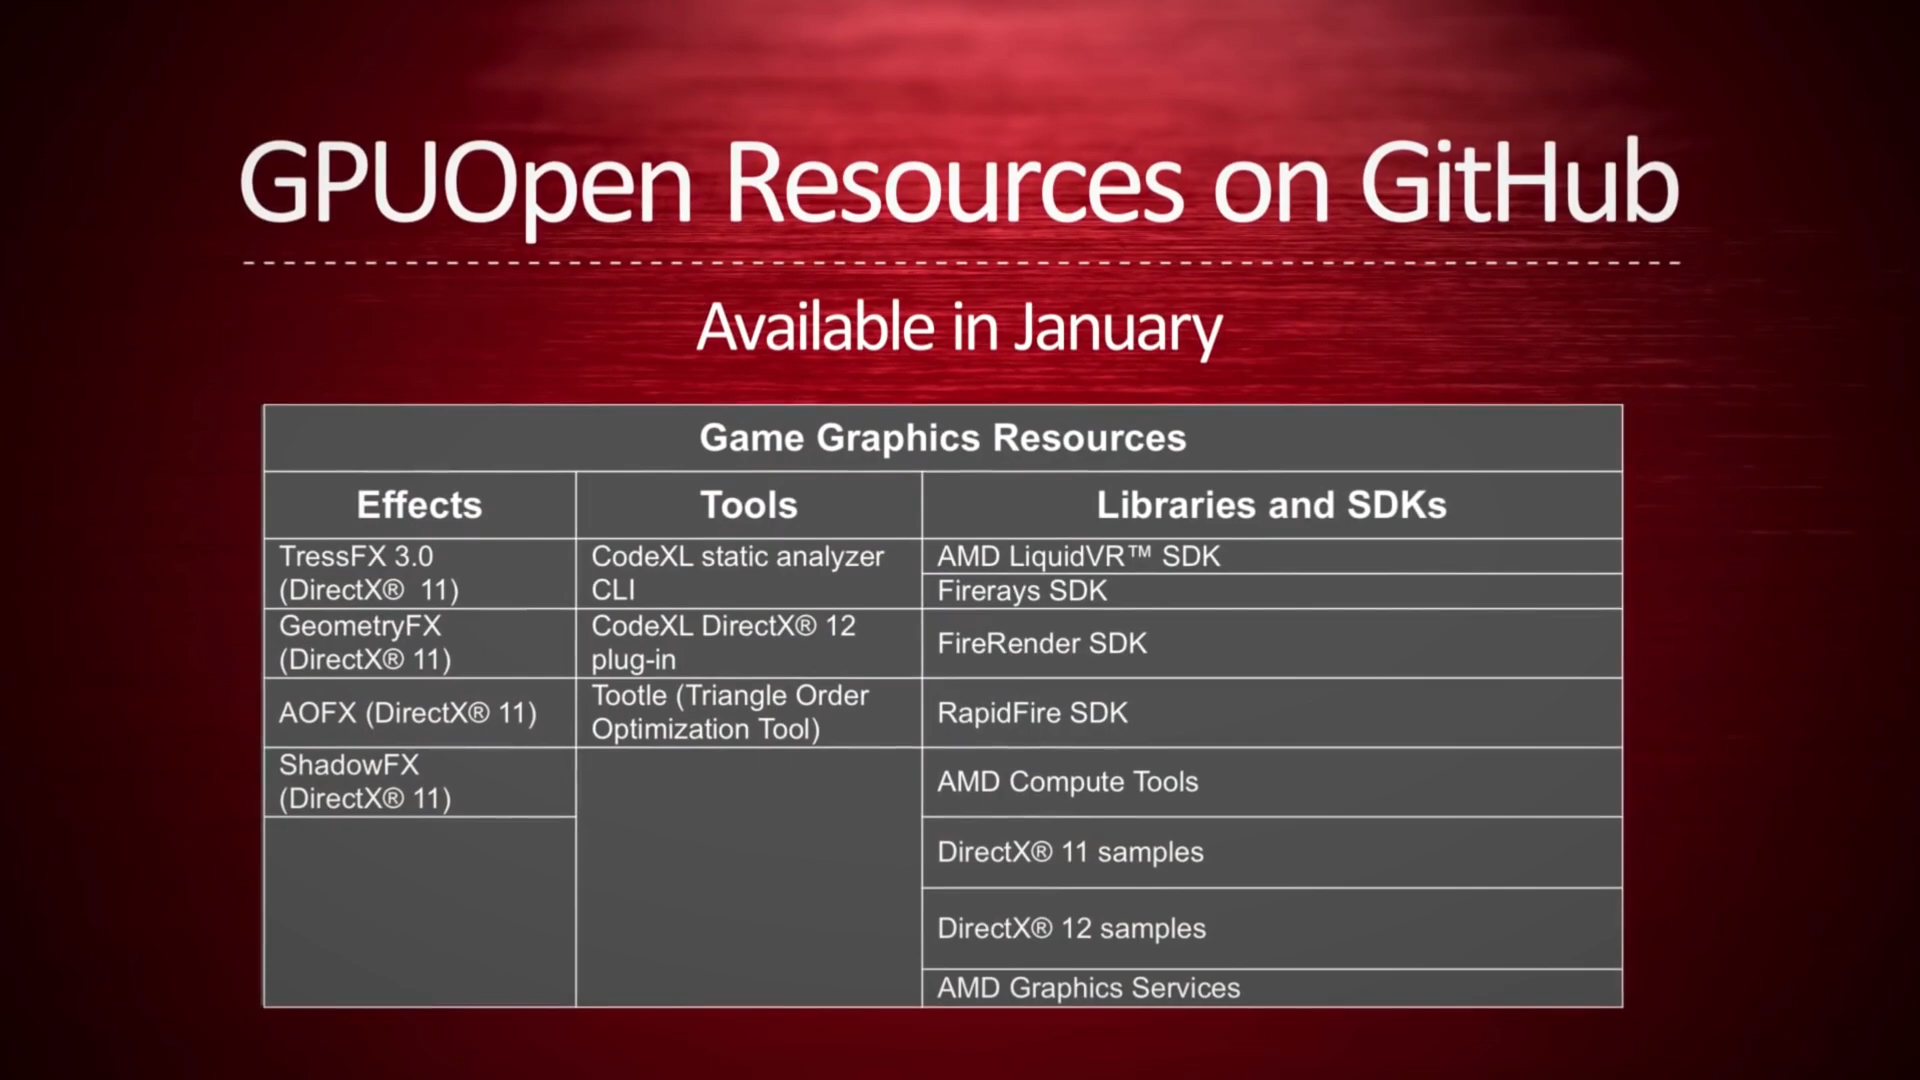 GPUOpen Resources on GitHub
Available in January
Game Graphics Resources
Effects
Tools
Libraries and SDKs
TressFX 3.0
(DirectX®  11)
CodeXL static analyzer
CLI
AMD LiquidVR™ SDK
Firerays SDK
GeometryFX
(DirectX® 11)
CodeXL DirectX® 12
plug-in
FireRender SDK
AOFX (DirectX® 11)
Tootle (Triangle Order
Optimization Tool)
RapidFire SDK
ShadowFX
(DirectX® 11)
AMD Compute Tools
DirectX® 11 samples
DirectX® 12 samples
AMD Graphics Services